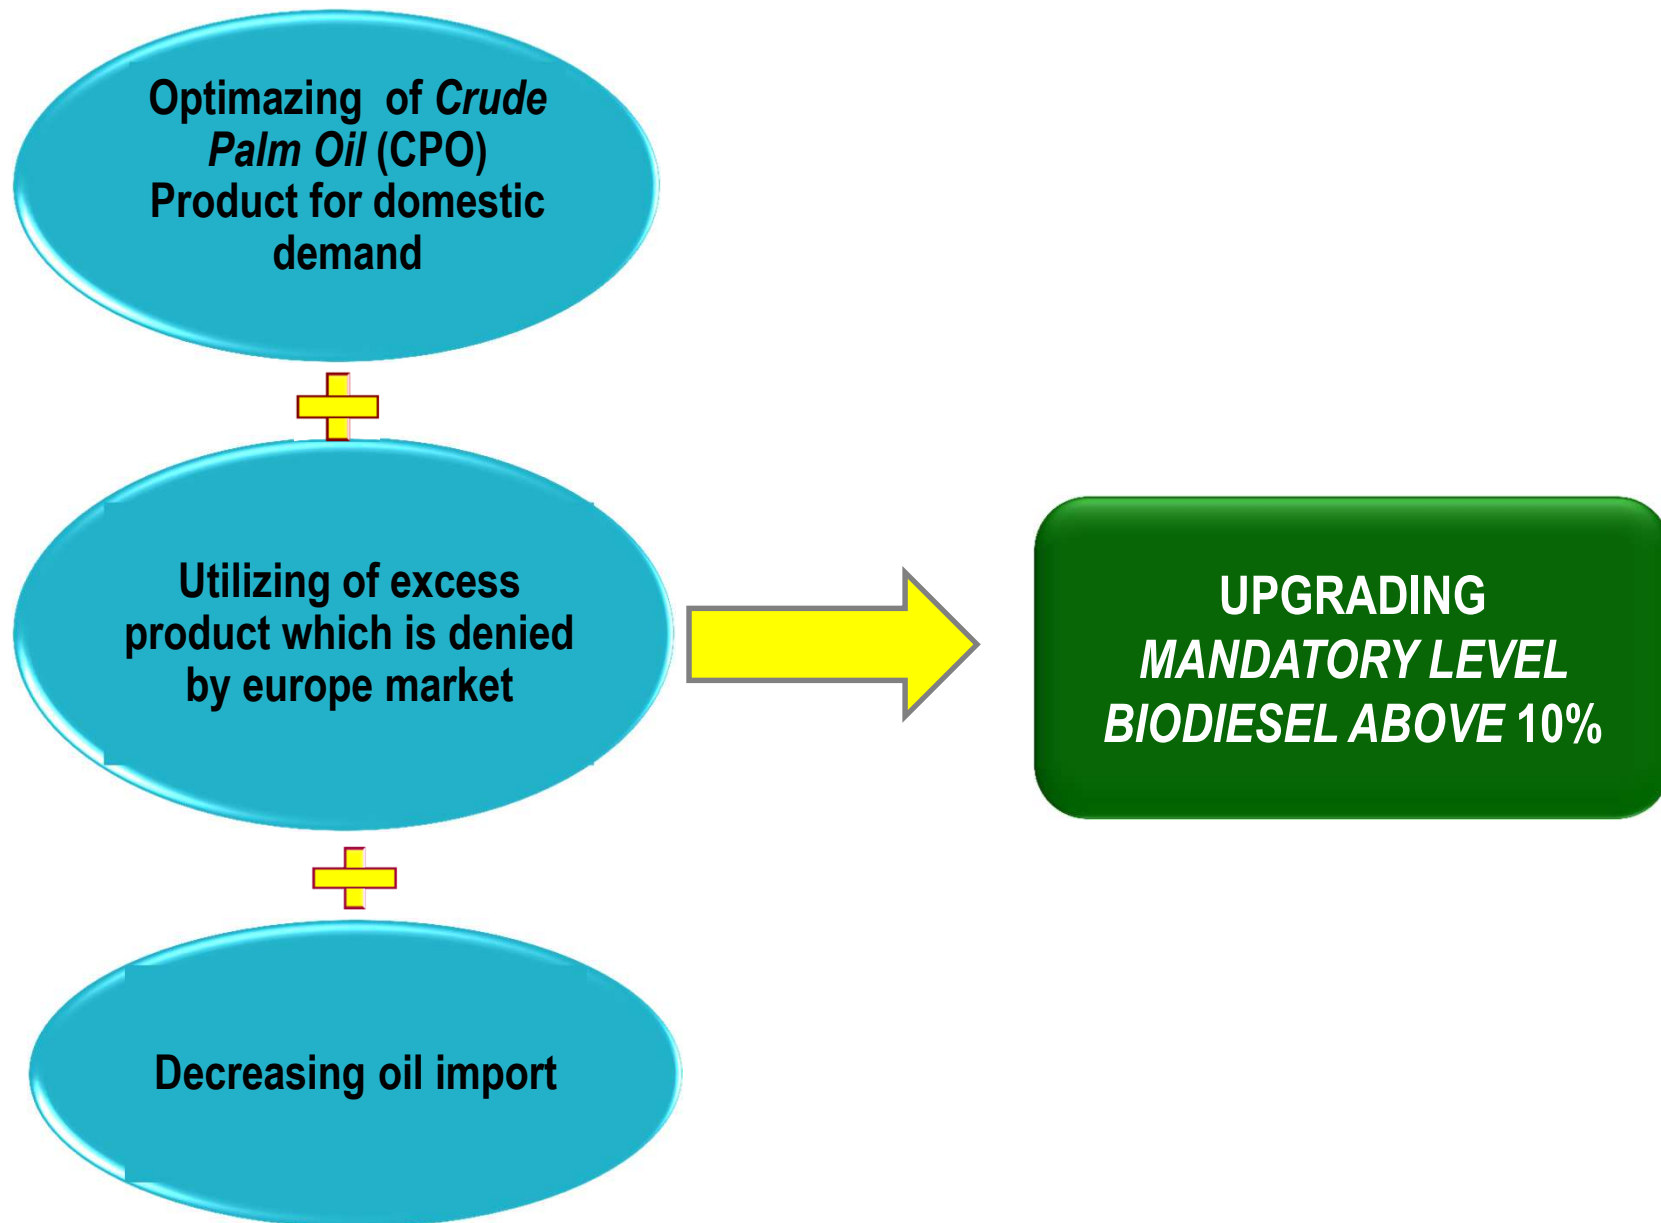 Optimazing of Crude
Palm Oil (CPO)
Product for domestic
demand
Utilizing of excess
product which is denied
by europe market
Decreasing oil import
UPGRADING
MANDATORY LEVEL
BIODIESEL ABOVE 10%